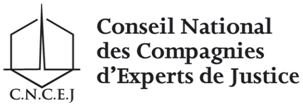 C.N.C.E.J
Conseil National
des Compagnies
d'Experts de Justice